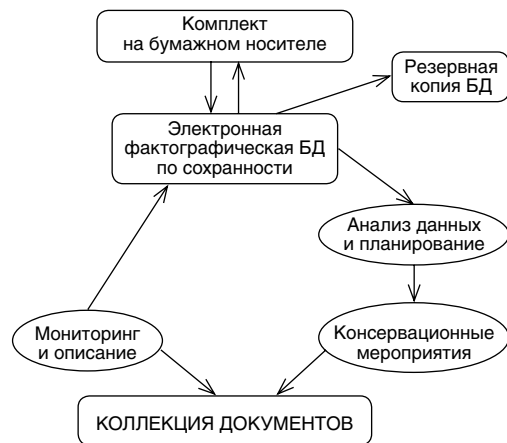 Комплект
на бумажном носителе
Резервная
копия БД
Электронная
фактографическая БД
по сохранности
Анализ данных
и планирование
Мониторинг
и описание
Консервационные
мероприятия
КОЛЛЕКЦИЯ ДОКУМЕНТОВ